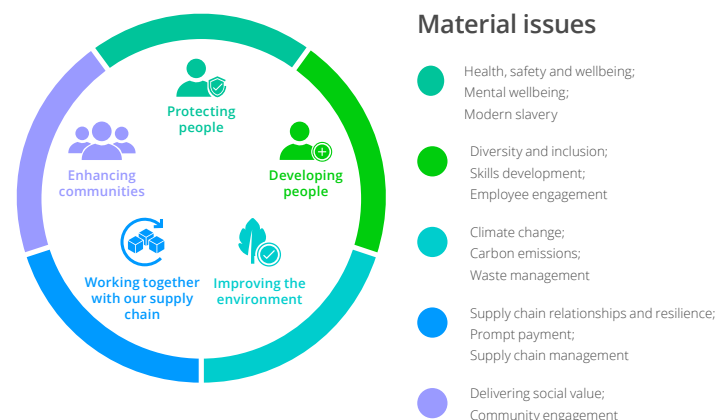 Material issues
Protecting
people
Enhancing
communities
Developing
people
Working together
with our supply
chain
Improving the
environment
Health, safety and wellbeing;
Mental wellbeing;
Modern slavery
Diversity and inclusion;
Skills development;
Employee engagement
Climate change;
Carbon emissions;
Waste management
Supply chain relationships and resilience;
Prompt payment;
Supply chain management
Delivering social value;
Community engagement